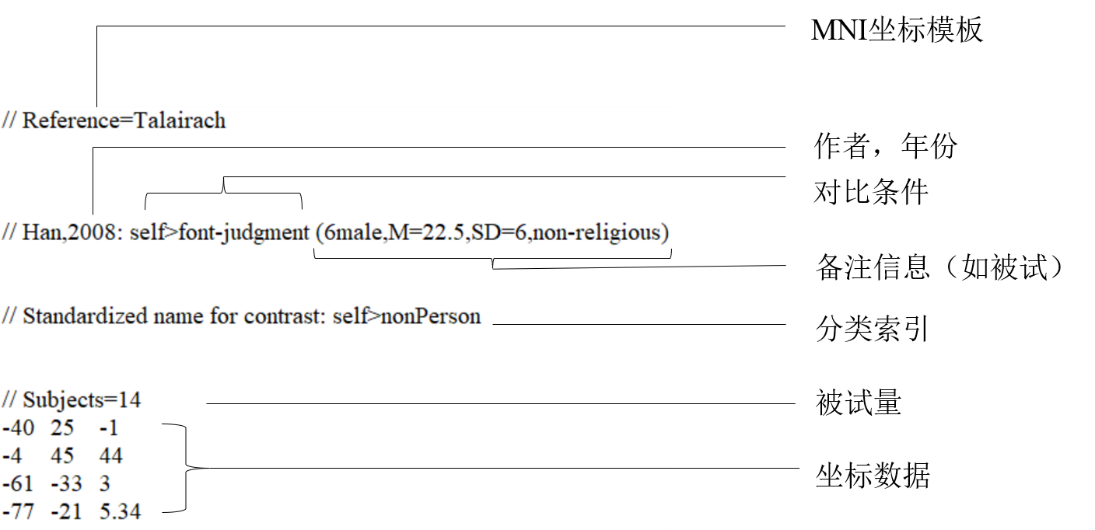 MNI坐标模板
// Reference=Talairach
作者，年份
对比条件
// Han,2008: self>font-judgment (6male,M=22.5,SD=6,non-religious)
备注信息（如被试）
// Standardized name for contrast: self>nonPerson
分类索引
// Subjects=14
被试量
-40 25 -1
-4 45 44
-61 -33 3
坐标数据
-77 -21 5.34